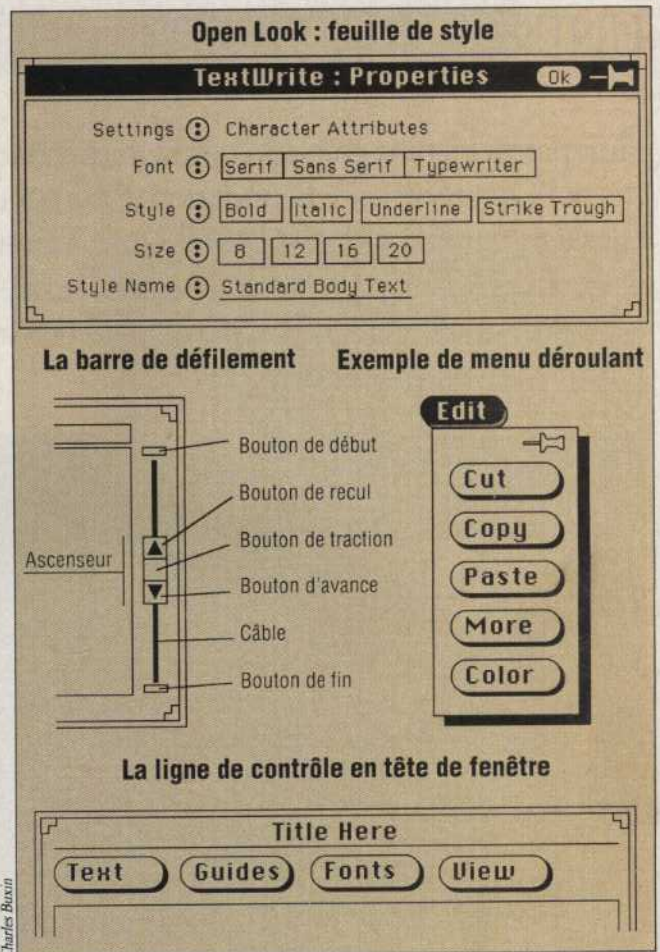 Open Look : feuille de style
TextWrite : Properties Ok
Settings Character Attributes
Font Serif Sans Serif Typewriter
Style Bold Italic Underline Strike Trough
Size 8 12 16 20
Style Name Standard Body Text
La barre de défilement
Exemple de menu déroulant
Ascenseur
Bouton de début
Bouton de recul
Bouton de traction
Bouton d'avance
Câble
Bouton de fin
Edit
Cut
Copy
Paste
More
Color
La ligne de contrôle en tête de fenêtre
Title Here
Text Guides Fonts View
Charles Buxin